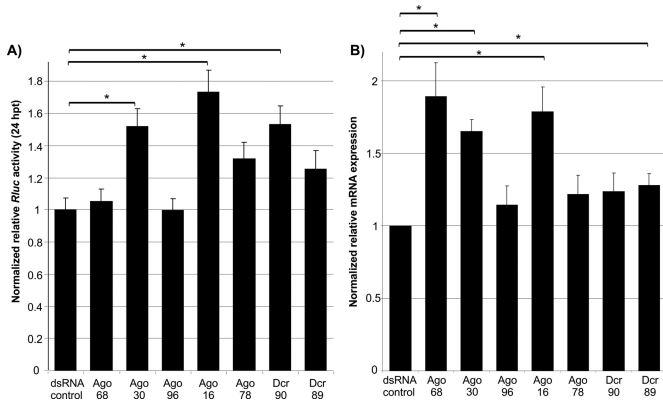 A)
B)
*
*
*
*
*
*
*
Normalized relative Rluc activity (24 hpt)
1.8
1.6
1.4
1.2
1
0.8
0.6
0.4
0.2
0
dsRNA control
Ago 68
Ago 30
Ago 96
Ago 16
Ago 78
Dcr 90
Dcr 89
Normalized relative mRNA expression
2
1.5
1
0.5
0
dsRNA control
Ago 68
Ago 30
Ago 96
Ago 16
Ago 78
Dcr 90
Dcr 89